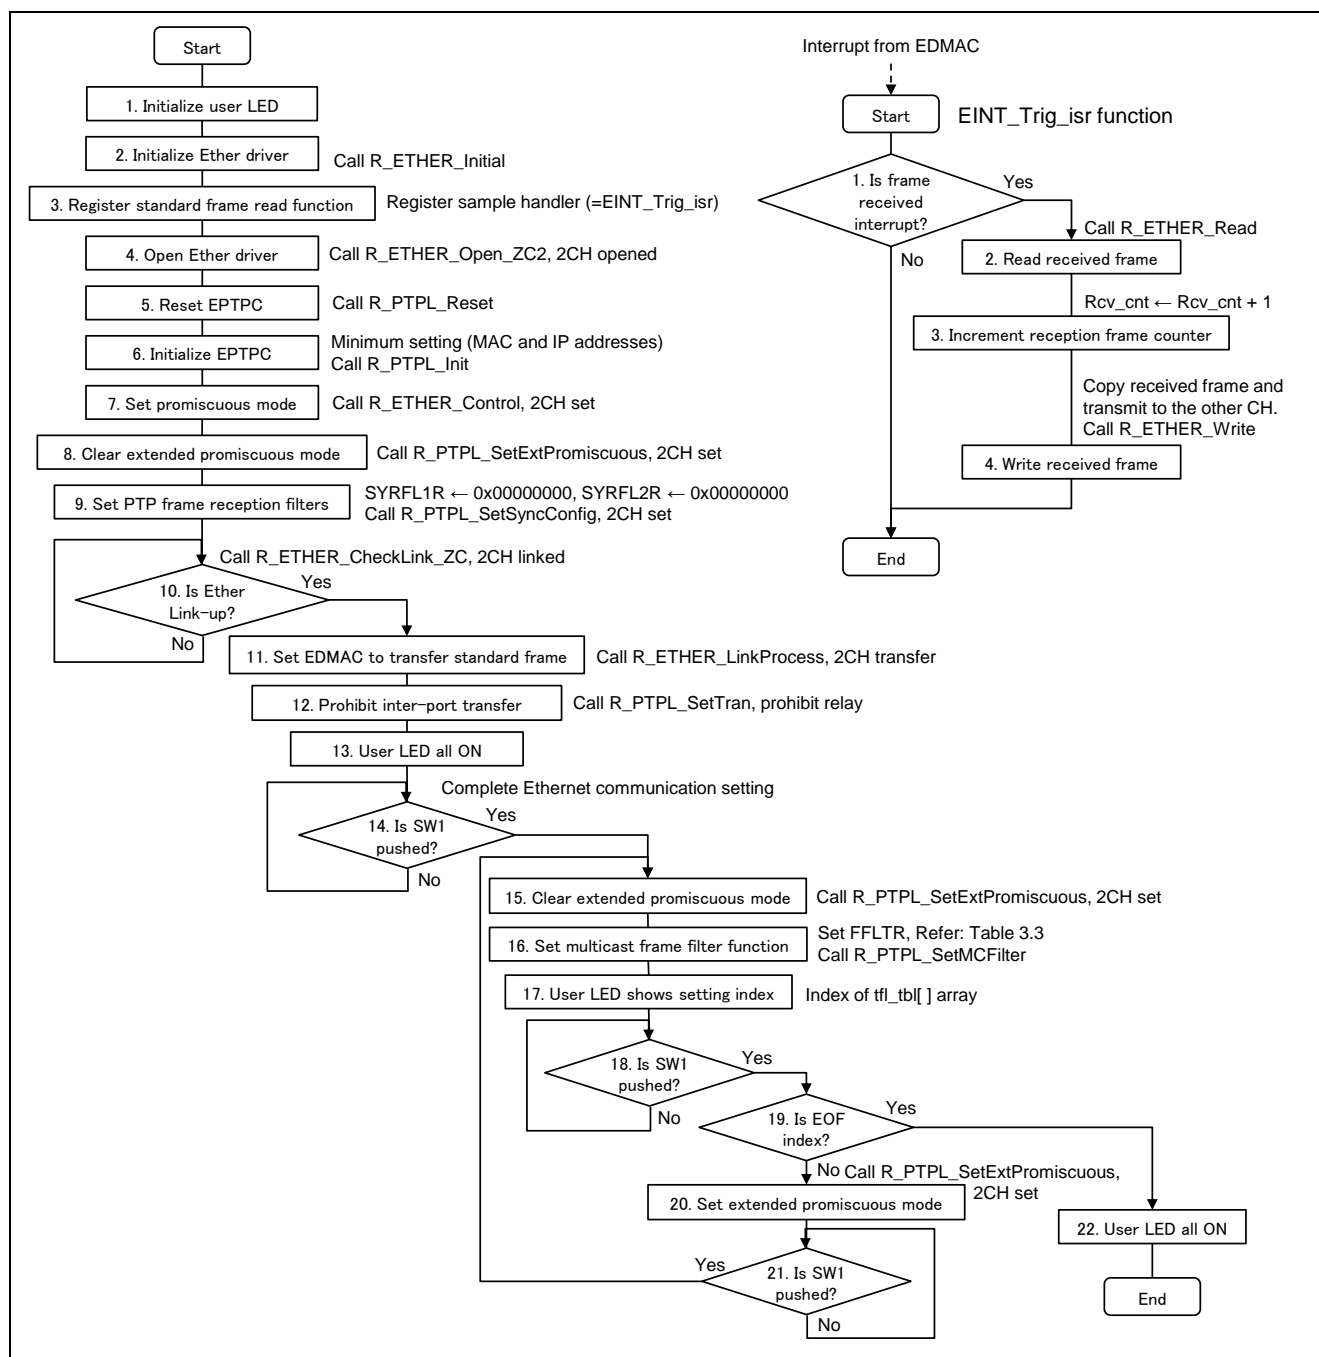 Start
1. Initialize user LED
2. Initialize Ether driver
Call R_ETHER_Initial
3. Register standard frame read function
Register sample handler (=EINT_Trig_isr)
4. Open Ether driver
Call R_ETHER_Open_ZC2, 2CH opened
5. Reset EPTPC
Call R_PTPL_Reset
6. Initialize EPTPC
Minimum setting (MAC and IP addresses)
Call R_PTPL_Init
7. Set promiscuous mode
Call R_ETHER_Control, 2CH set
8. Clear extended promiscuous mode
Call R_PTPL_SetExtPromiscuous, 2CH set
9. Set PTP frame reception filters
SYRFL1R ← 0x00000000, SYRFL2R ← 0x00000000
Call R_PTPL_SetSyncConfig, 2CH set
Call R_ETHER_CheckLink_ZC, 2CH linked
10. Is Ether
Link-up?
Yes
No
11. Set EDMAC to transfer standard frame
Call R_ETHER_LinkProcess, 2CH transfer
12. Prohibit inter-port transfer
Call R_PTPL_SetTran, prohibit relay
13. User LED all ON
Complete Ethernet communication setting
14. Is SW1
pushed?
Yes
No
15. Clear extended promiscuous mode
Call R_PTPL_SetExtPromiscuous, 2CH set
16. Set multicast frame filter function
Set FFLTR, Refer: Table 3.3
Call R_PTPL_SetMCFilter
17. User LED shows setting index
Index of tfl_tbl[ ] array
18. Is SW1
pushed?
Yes
No
19. Is EOF
index?
Yes
No
Call R_PTPL_SetExtPromiscuous,
2CH set
20. Set extended promiscuous mode
21. Is SW1
pushed?
Yes
No
22. User LED all ON
End
Interrupt from EDMAC
Start
EINT_Trig_isr function
1. Is frame
received
interrupt?
Yes
No
Call R_ETHER_Read
2. Read received frame
Rcv_cnt ← Rcv_cnt + 1
3. Increment reception frame counter
Copy received frame and
transmit to the other CH.
Call R_ETHER_Write
4. Write received frame
End